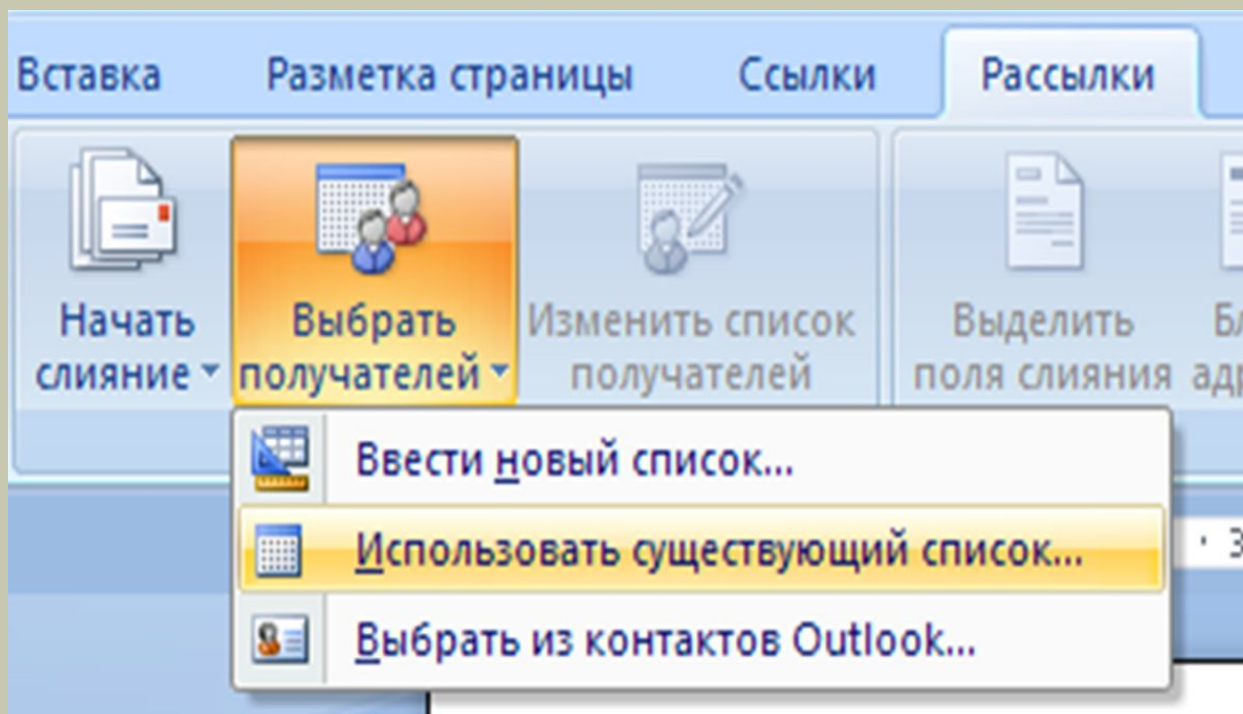 Вставка Разметка страницы Ссылки Рассылки
Начать слияние
Выбрать получателей
Изменить список получателей
Выделить поля слияния
Ввести новый список...
Использовать существующий список...
Выбрать из контактов Outlook...